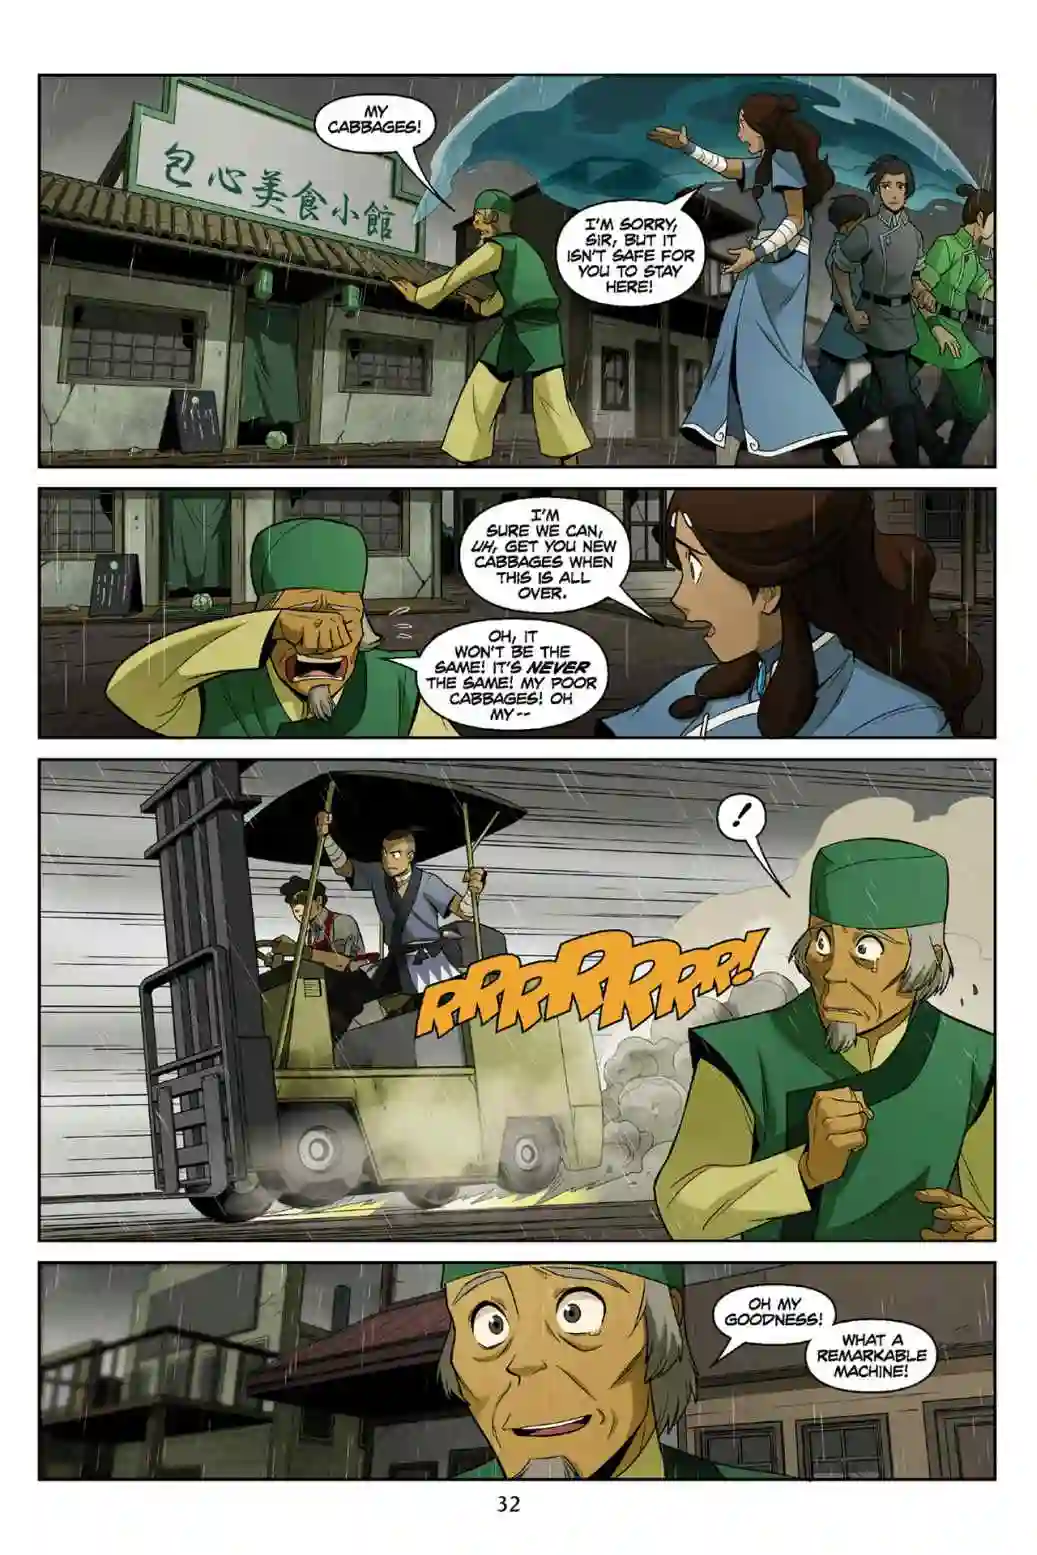 包心美食小館
MY
CABBAGES!
I'M SORRY,
SIR, BUT IT
ISN'T SAFE FOR
YOU TO STAY
HERE!
I'M
SURE WE CAN,
UH, GET YOU NEW
CABBAGES WHEN
THIS IS ALL
OVER.
OH, IT
WON'T BE THE
SAME! IT'S NEVER
THE SAME! MY POOR
CABBAGES! OH
MY--
!
RRRRRRRR!
OH MY
GOODNESS!
WHAT A
REMARKABLE
MACHINE!
32